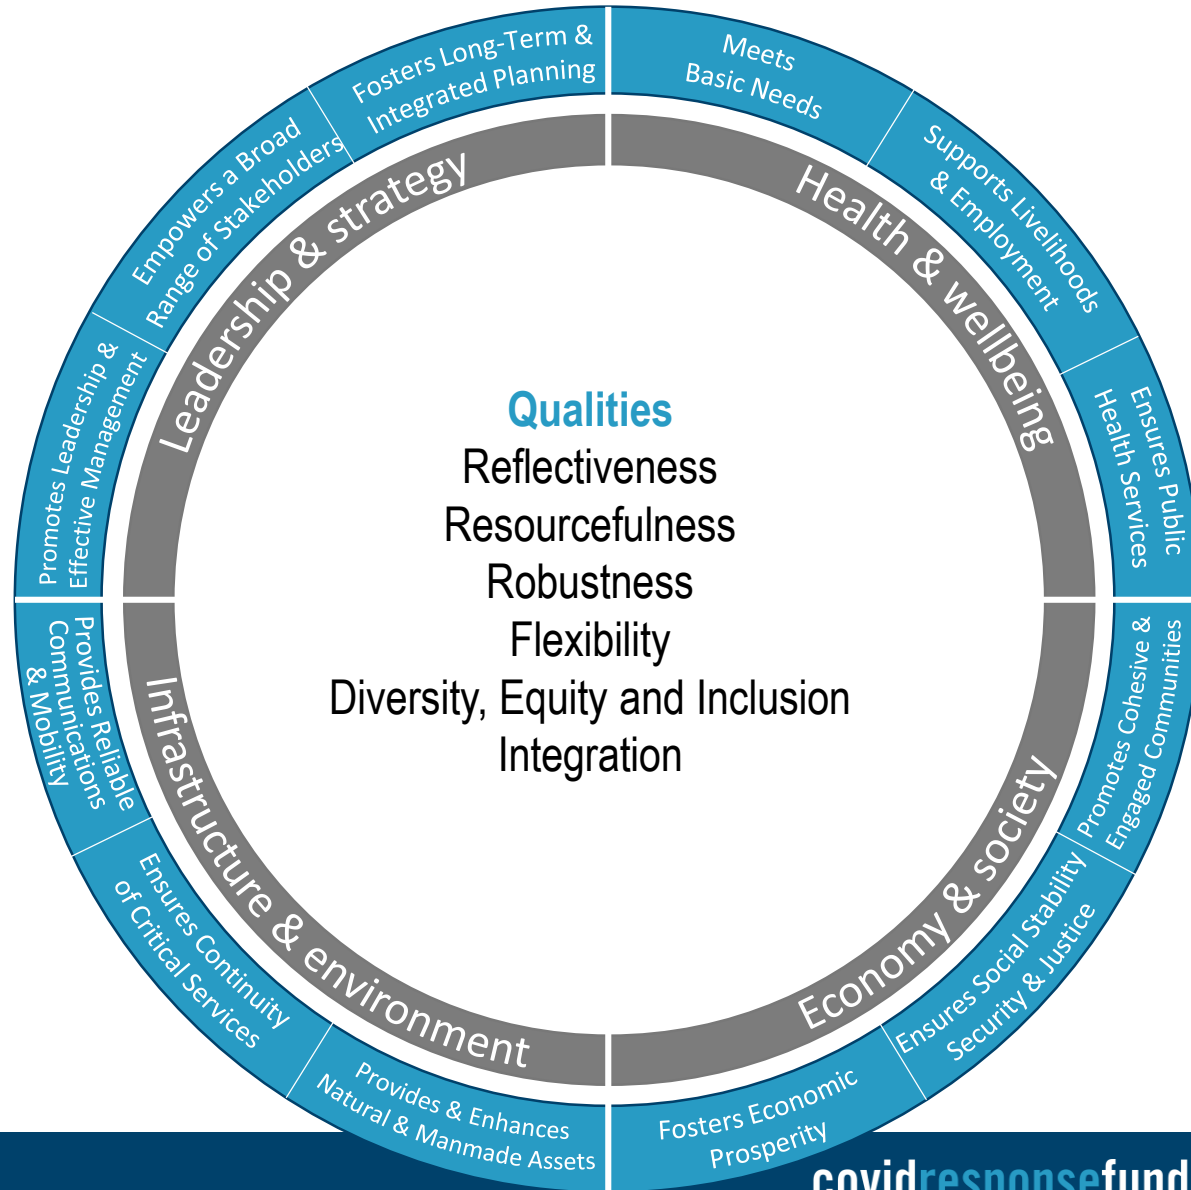 Fosters Long-Term &
Integrated Planning
Meets
Basic Needs
Empowers a Broad
Range of Stakeholders
Supports Livelihoods
& Employment
Promotes Leadership &
Effective Management
Ensures Public
Health Services
Leadership & strategy
Health & wellbeing
Qualities
Reflectiveness
Resourcefulness
Robustness
Flexibility
Diversity, Equity and Inclusion
Integration
Infrastructure & environment
Economy & society
Provides Reliable
Communications
& Mobility
Promotes Cohesive &
Engaged Communities
Ensures Continuity
of Critical Services
Ensures Social Stability
Security & Justice
Provides & Enhances
Natural & Manmade Assets
Fosters Economic
Prosperity
covidresponsefund